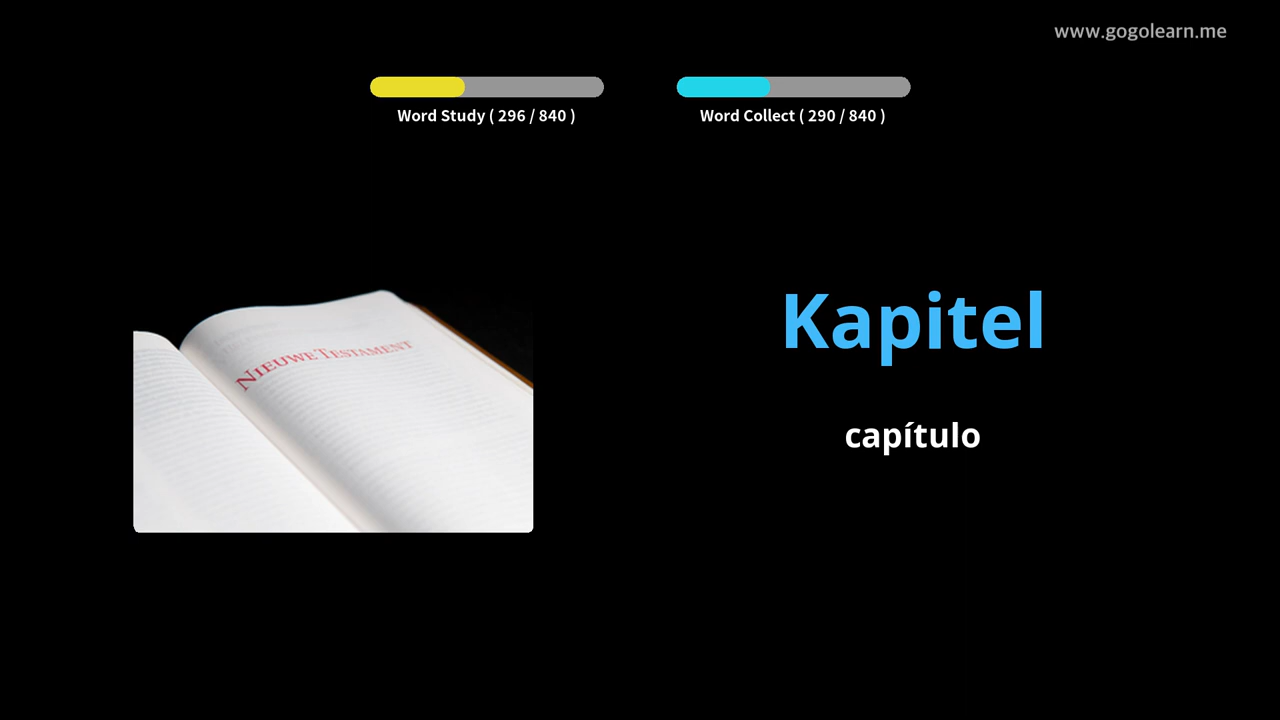 www.gogolearn.me
Word Study ( 296 / 840 )
Word Collect ( 290 / 840 )
NIEUWE TESTAMENT
Kapitel
capítulo